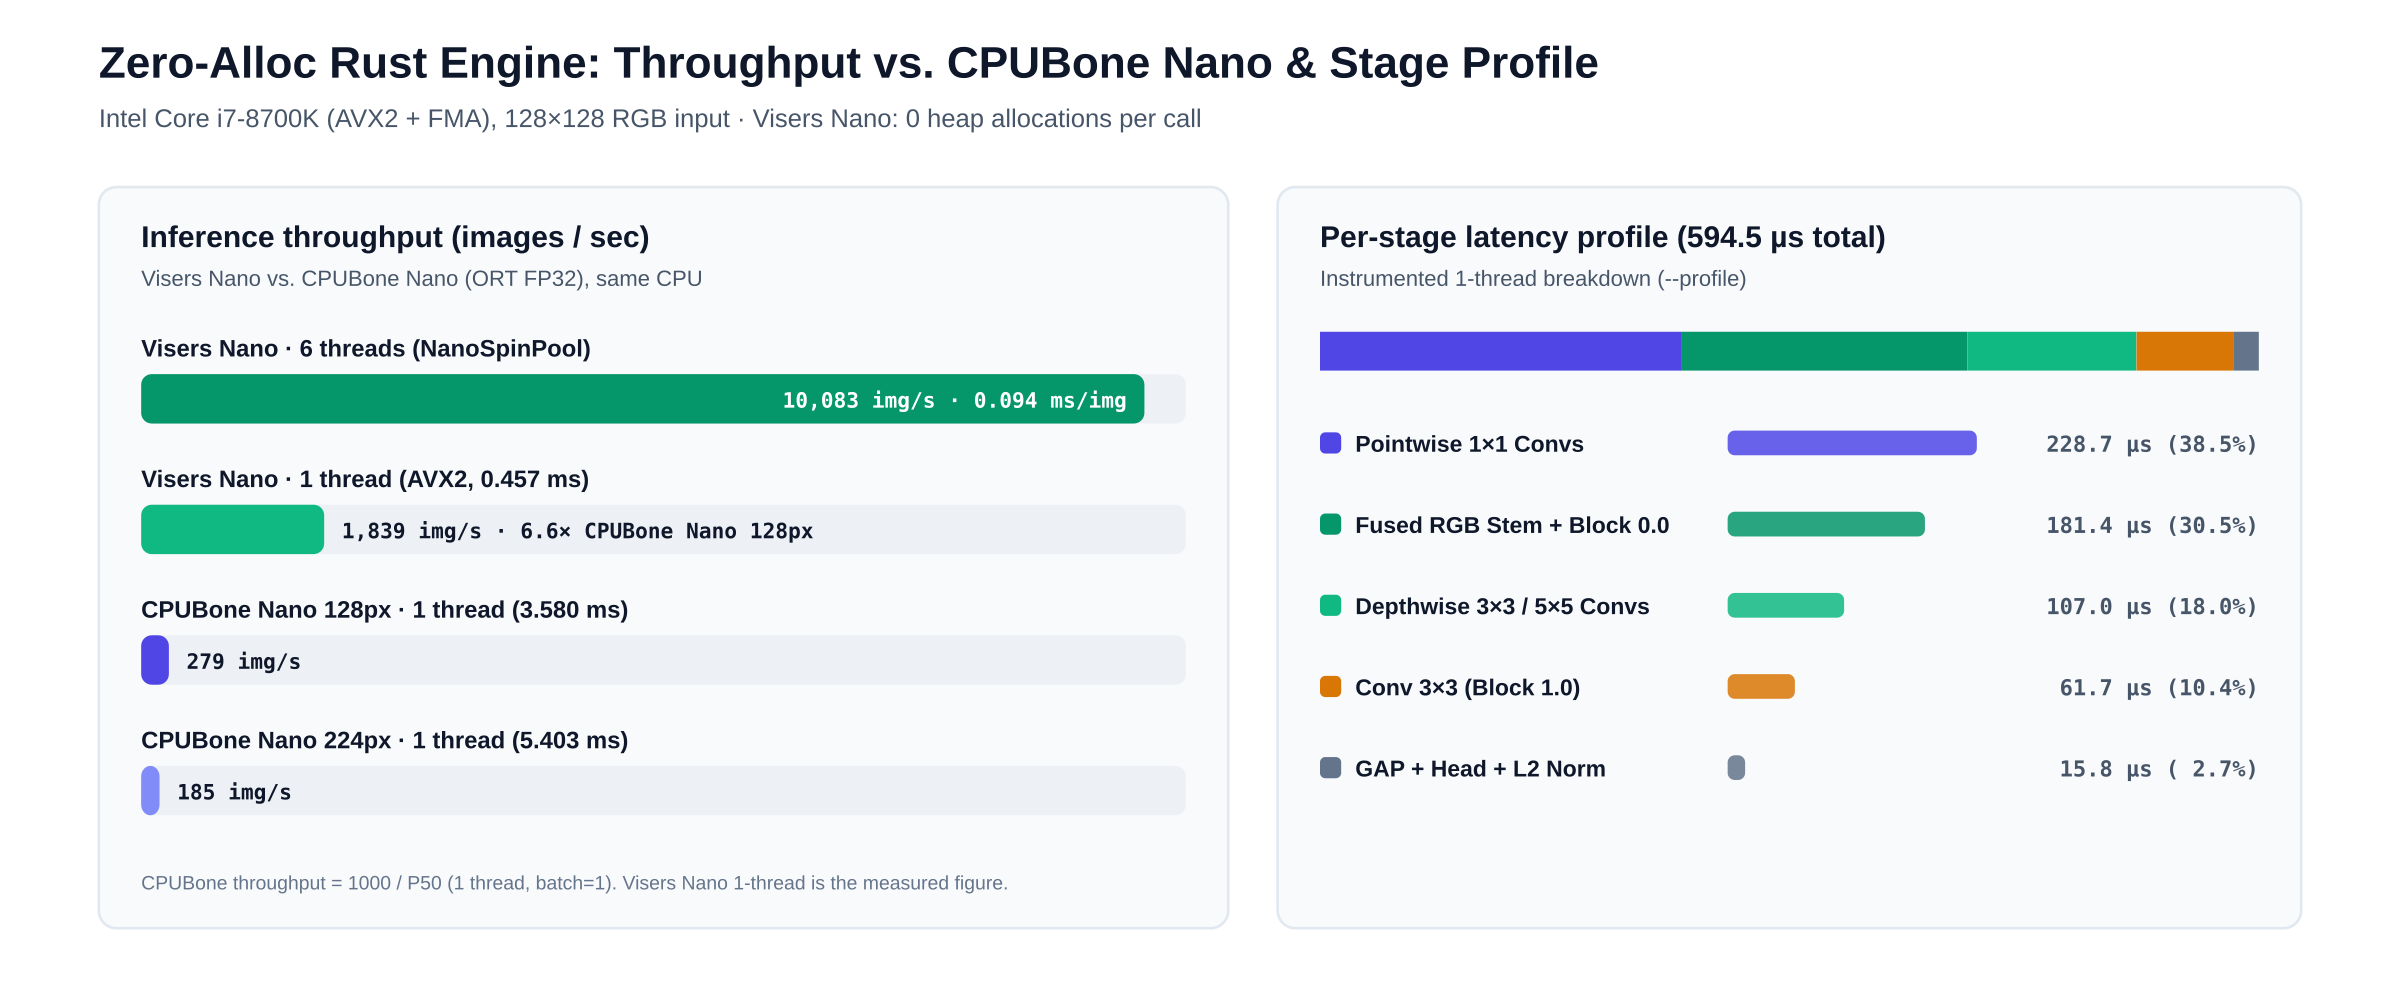 Zero-Alloc Rust Engine: Throughput vs. CPUBone Nano & Stage Profile
Intel Core i7-8700K (AVX2 + FMA), 128×128 RGB input · Visers Nano: 0 heap allocations per call
Inference throughput (images / sec)
Visers Nano vs. CPUBone Nano (ORT FP32), same CPU
Visers Nano · 6 threads (NanoSpinPool)
10,083 img/s · 0.094 ms/img
Visers Nano · 1 thread (AVX2, 0.457 ms)
1,839 img/s · 6.6× CPUBone Nano 128px
CPUBone Nano 128px · 1 thread (3.580 ms)
279 img/s
CPUBone Nano 224px · 1 thread (5.403 ms)
185 img/s
CPUBone throughput = 1000 / P50 (1 thread, batch=1). Visers Nano 1-thread is the measured figure.
Per-stage latency profile (594.5 µs total)
Instrumented 1-thread breakdown (--profile)
Pointwise 1×1 Convs 228.7 µs (38.5%)
Fused RGB Stem + Block 0.0 181.4 µs (30.5%)
Depthwise 3×3 / 5×5 Convs 107.0 µs (18.0%)
Conv 3×3 (Block 1.0) 61.7 µs (10.4%)
GAP + Head + L2 Norm 15.8 µs ( 2.7%)